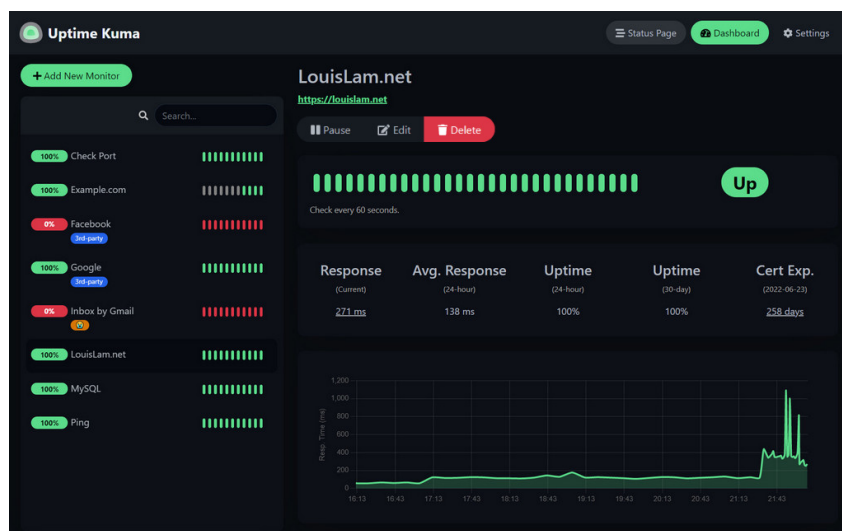 Uptime Kuma
Status Page
Dashboard
Settings
+ Add New Monitor
Search...
100% Check Port
100% Example.com
0% Facebook
3rd-party
100% Google
3rd-party
0% Inbox by Gmail
100% LouisLam.net
100% MySQL
100% Ping
LouisLam.net
https://louislam.net
Pause
Edit
Delete
Up
Check every 60 seconds.
Response Avg. Response Uptime Uptime Cert Exp.
(Current) (24-hour) (24-hour) (30-day) (2022-06-23)
271 ms 138 ms 100% 100% 258 days
Resp. Time (ms)
1,200
1,000
800
600
400
200
0
16:13 16:43 17:13 17:43 18:13 18:43 19:13 19:43 20:13 20:43 21:13 21:43